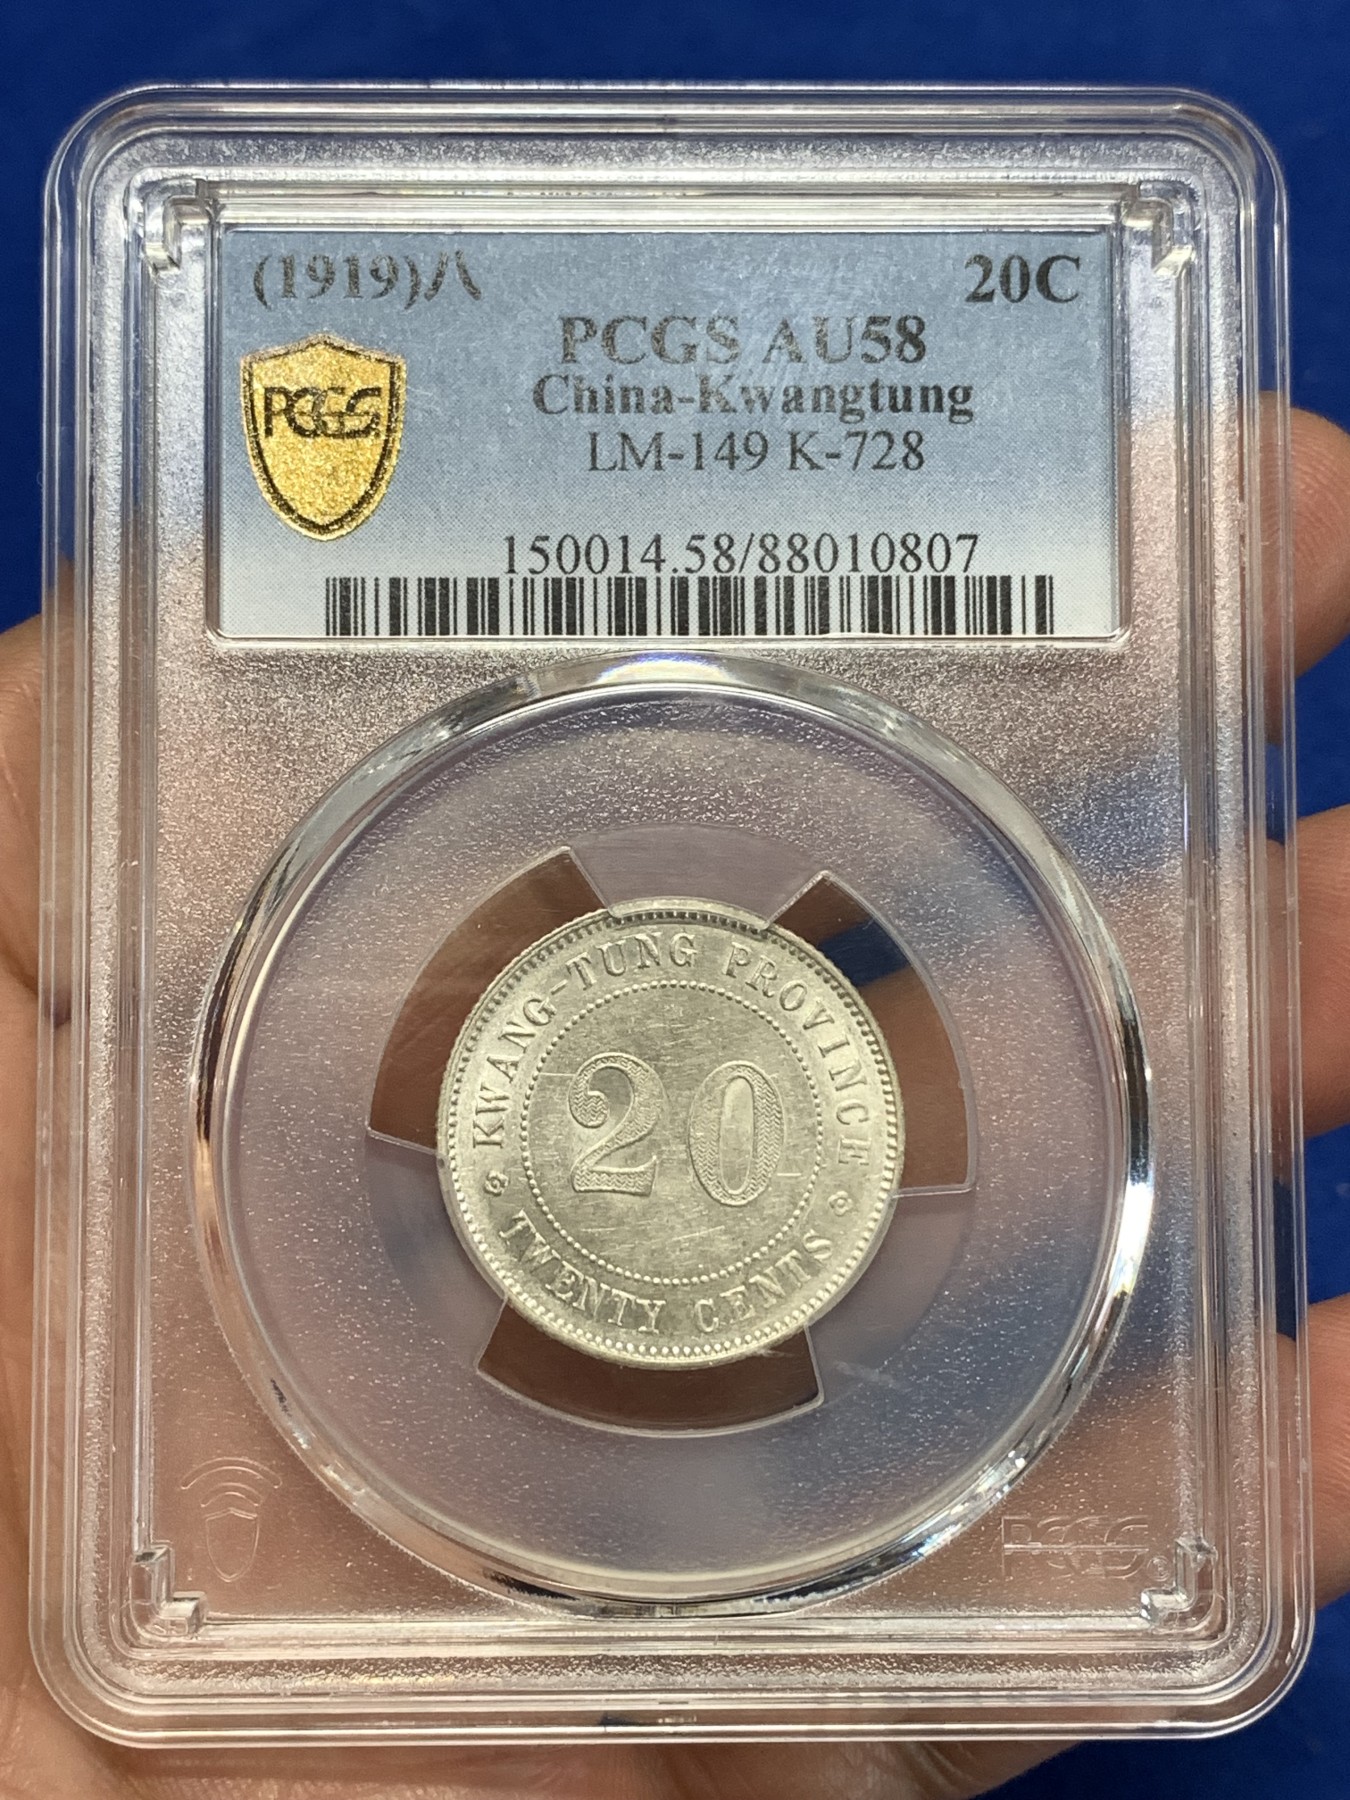 (1919)八 20C
PCGS AU58
PCGS
China-Kwangtung
LM-149 K-728
150014.58/88010807
KWANG-TUNG PROVINCE
20
TWENTY CENTS
PCGS